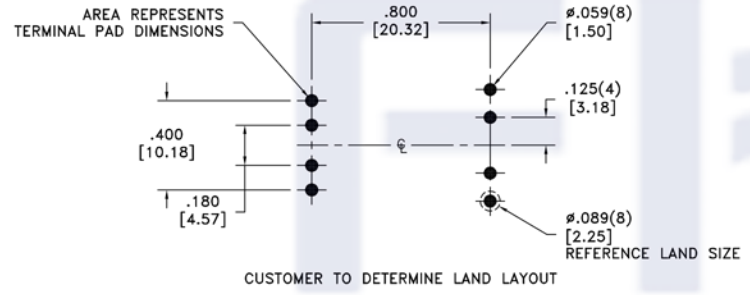 AREA REPRESENTS
TERMINAL PAD DIMENSIONS
.800
[20.32]
ø.059(8)
[1.50]
.125(4)
[3.18]
.400
[10.18]
℄
.180
[4.57]
ø.089(8)
[2.25]
REFERENCE LAND SIZE
CUSTOMER TO DETERMINE LAND LAYOUT